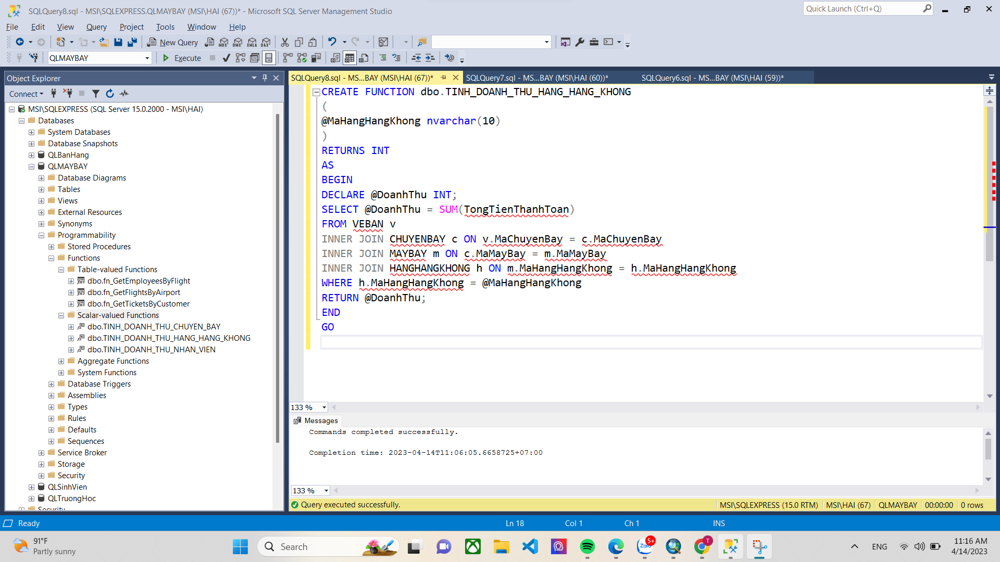 SQLQuery8.sql - MSI\SQLEXPRESS.QLMAYBAY (MSI\HAI (67))* - Microsoft SQL Server Management Studio
Quick Launch (Ctrl+Q)
File Edit View Query Project Tools Window Help
New Query
MDX DMX XMLA DAX
QLMAYBAY
Execute
Object Explorer
Connect
MSI\SQLEXPRESS (SQL Server 15.0.2000 - MSI\HAI)
Databases
System Databases
Database Snapshots
QLBanHang
QLMAYBAY
Database Diagrams
Tables
Views
External Resources
Synonyms
Programmability
Stored Procedures
Functions
Table-valued Functions
dbo.fn_GetEmployeesByFlight
dbo.fn_GetFlightsByAirport
dbo.fn_GetTicketsByCustomer
Scalar-valued Functions
dbo.TINH_DOANH_THU_CHUYEN_BAY
dbo.TINH_DOANH_THU_HANG_HANG_KHONG
dbo.TINH_DOANH_THU_NHAN_VIEN
Aggregate Functions
System Functions
Database Triggers
Assemblies
Types
Rules
Defaults
Sequences
Service Broker
Storage
Security
QLSinhVien
QLTruongHoc
Security
SQLQuery8.sql - MS...BAY (MSI\HAI (67))*
SQLQuery7.sql - MS...BAY (MSI\HAI (60))*
SQLQuery6.sql - MS...BAY (MSI\HAI (59))*
CREATE FUNCTION dbo.TINH_DOANH_THU_HANG_HANG_KHONG
(
@MaHangHangKhong nvarchar(10)
)
RETURNS INT
AS
BEGIN
DECLARE @DoanhThu INT;
SELECT @DoanhThu = SUM(TongTienThanhToan)
FROM VEBAN v
INNER JOIN CHUYENBAY c ON v.MaChuyenBay = c.MaChuyenBay
INNER JOIN MAYBAY m ON c.MaMayBay = m.MaMayBay
INNER JOIN HANGHANGKHONG h ON m.MaHangHangKhong = h.MaHangHangKhong
WHERE h.MaHangHangKhong = @MaHangHangKhong
RETURN @DoanhThu;
END
GO
133 %
Messages
Commands completed successfully.
Completion time: 2023-04-14T11:06:05.6658725+07:00
133 %
Query executed successfully.
MSI\SQLEXPRESS (15.0 RTM)
MSI\HAI (67)
QLMAYBAY
00:00:00
0 rows
Ready
Ln 18
Col 1
Ch 1
INS
91°F
Partly sunny
Search
Zalo
5+
T
ENG
11:16 AM
4/14/2023